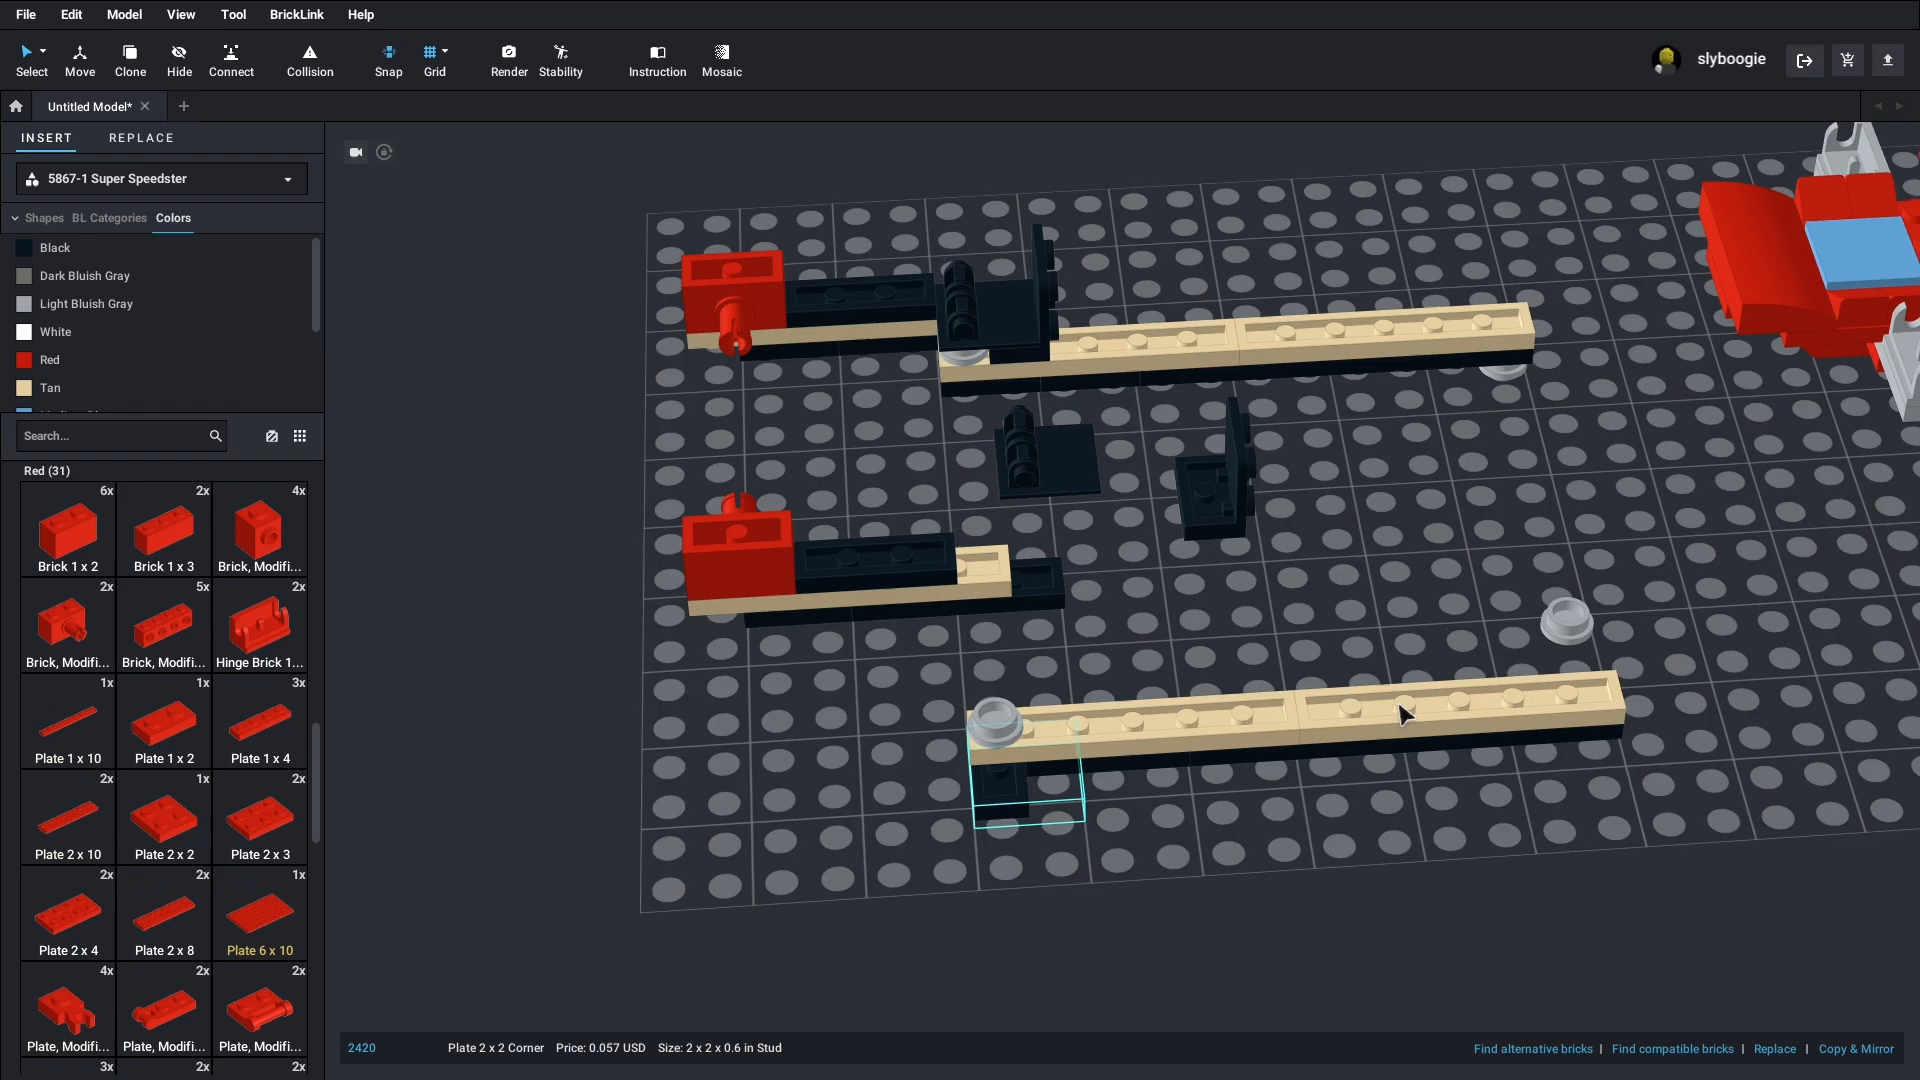 File Edit Model View Tool BrickLink Help
Select Move Clone Hide Connect Collision Snap Grid Render Stability Instruction Mosaic
slyboogie
Untitled Model*
INSERT REPLACE
5867-1 Super Speedster
Shapes BL Categories Colors
Black
Dark Bluish Gray
Light Bluish Gray
White
Red
Tan
Search...
Red (31)
6x 2x 4x
Brick 1 x 2 Brick 1 x 3 Brick, Modifi...
2x 5x 2x
Brick, Modifi... Brick, Modifi... Hinge Brick 1...
1x 1x 3x
Plate 1 x 10 Plate 1 x 2 Plate 1 x 4
2x 1x 2x
Plate 2 x 10 Plate 2 x 2 Plate 2 x 3
2x 2x 1x
Plate 2 x 4 Plate 2 x 8 Plate 6 x 10
4x 2x 2x
Plate, Modifi... Plate, Modifi... Plate, Modifi...
3x 2x 2x
2420 Plate 2 x 2 Corner Price: 0.057 USD Size: 2 x 2 x 0.6 in Stud
Find alternative bricks | Find compatible bricks | Replace | Copy & Mirror